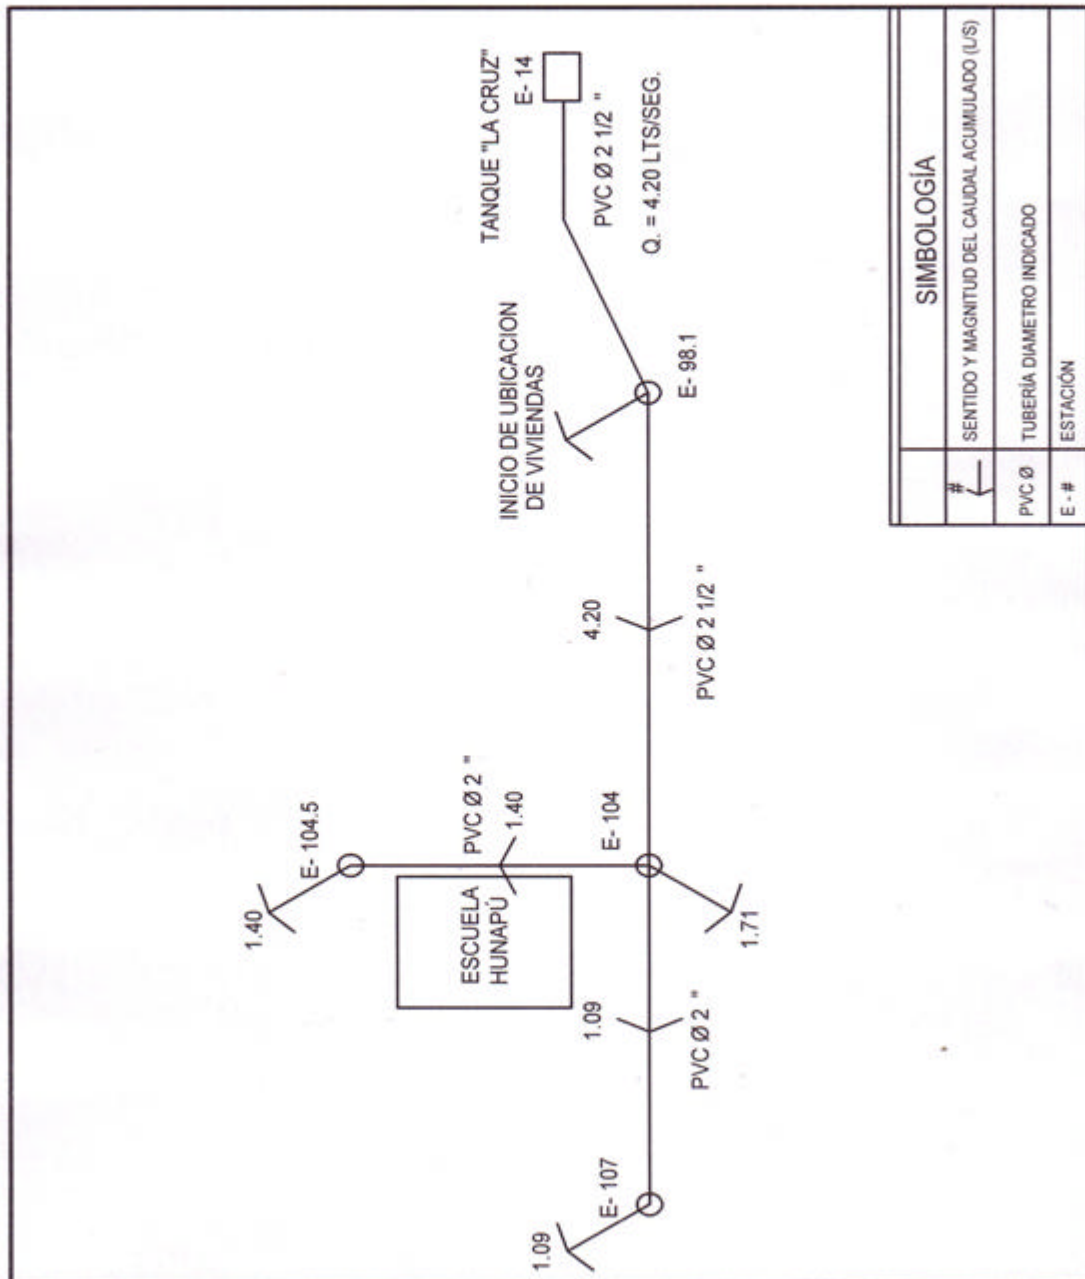 TANQUE "LA CRUZ"
E- 14
PVC Ø 2 1/2 "
Q. = 4.20 LTS/SEG.
INICIO DE UBICACION
DE VIVIENDAS
E- 98.1
4.20
PVC Ø 2 1/2 "
E- 104.5
1.40
PVC Ø 2 "
1.40
ESCUELA
HUNAPÚ
E- 104
1.71
1.09
PVC Ø 2 "
E- 107
1.09
SIMBOLOGÍA
# SENTIDO Y MAGNITUD DEL CAUDAL ACUMULADO (L/S)
PVC Ø TUBERÍA DIAMETRO INDICADO
E - # ESTACIÓN